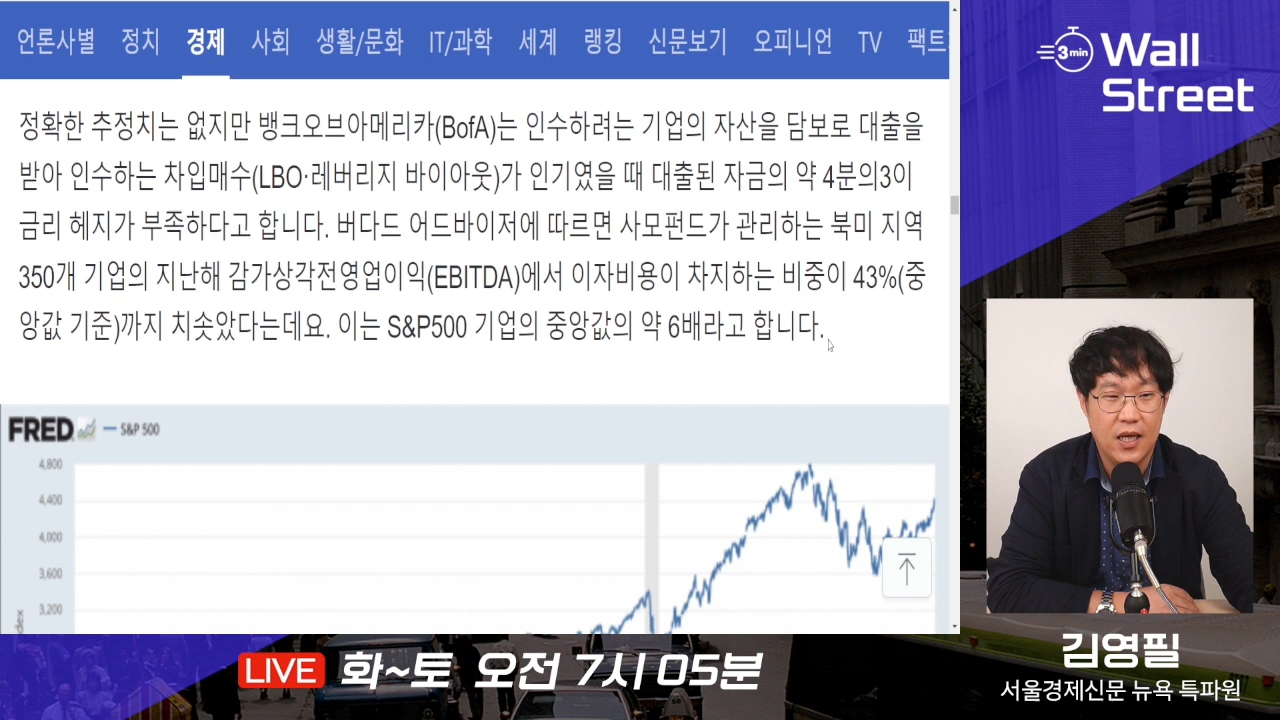 언론사별 정치 경제 사회 생활/문화 IT/과학 세계 랭킹 신문보기 오피니언 TV 팩트
정확한 추정치는 없지만 뱅크오브아메리카(BofA)는 인수하려는 기업의 자산을 담보로 대출을
받아 인수하는 차입매수(LBO·레버리지 바이아웃)가 인기였을 때 대출된 자금의 약 4분의3이
금리 헤지가 부족하다고 합니다. 버다드 어드바이저에 따르면 사모펀드가 관리하는 북미 지역
350개 기업의 지난해 감가상각전영업이익(EBITDA)에서 이자비용이 차지하는 비중이 43%(중
앙값 기준)까지 치솟았다는데요. 이는 S&P500 기업의 중앙값의 약 6배라고 합니다.
FRED S&P 500
4,800
4,400
4,000
3,600
3,200
3 min Wall
Street
김영필
서울경제신문 뉴욕 특파원
LIVE 화~토 오전 7시 05분